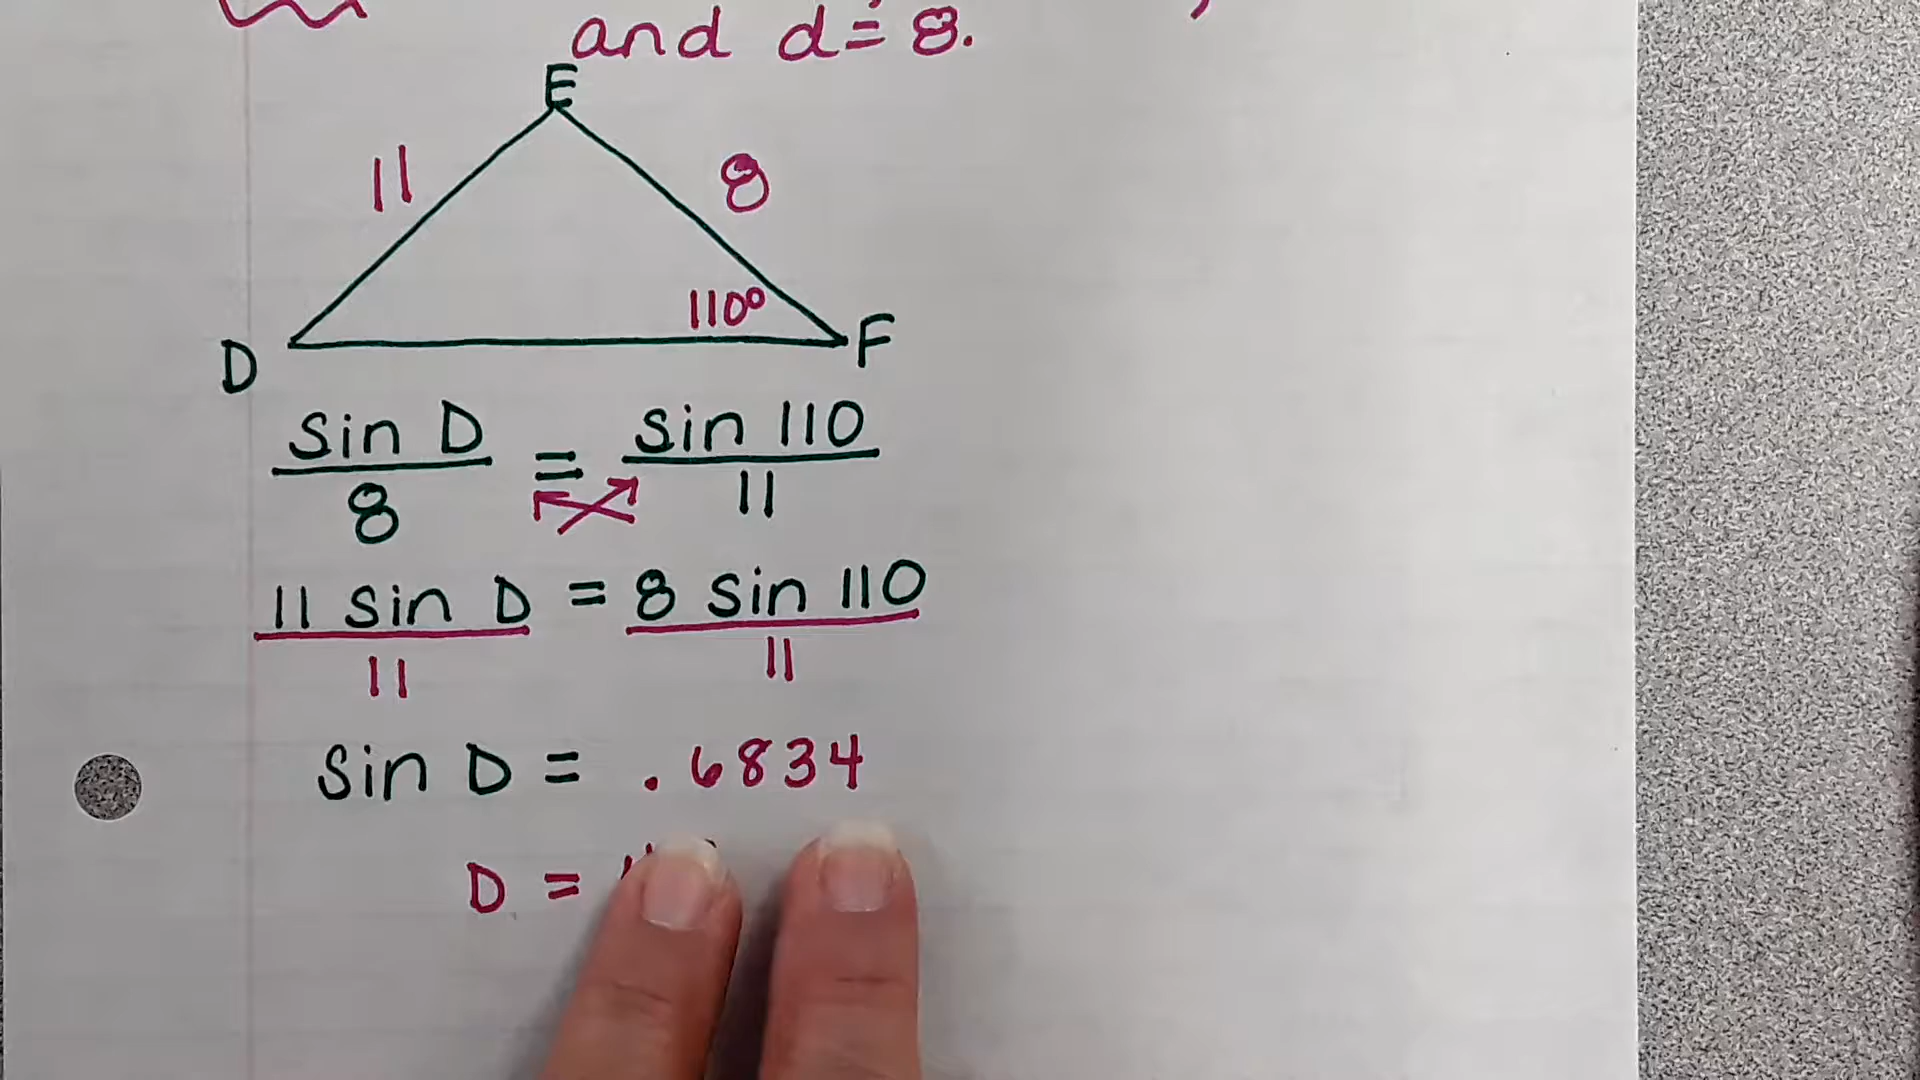 and d=8.
E
11
8
110°
D
F
sin D / 8 = sin 110 / 11
11 sin D / 11 = 8 sin 110 / 11
sin D = .6834
D =